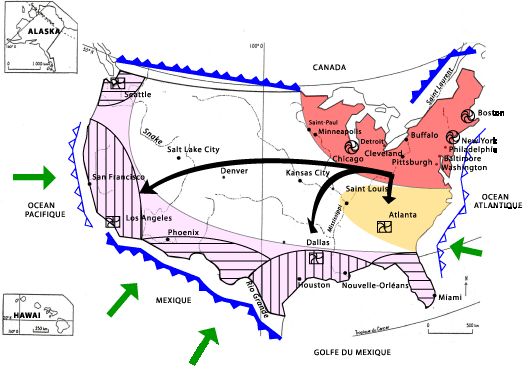 ALASKA
1 000 km
100° 0
CANADA
Saint Laurent
Seattle
Boston
Saint-Paul
Minneapolis
Buffalo
Detroit
New York
Snake
Philadelphia
Salt Lake City
Chicago
Cleveland
Baltimore
Pittsburgh
Washington
Denver
Kansas City
San Francisco
Saint Louis
OCEAN
PACIFIQUE
OCEAN
ATLANTIQUE
Mississippi
Atlanta
Los Angeles
Phoenix
Dallas
Houston
Nouvelle-Orléans
Rio Grande
Miami
HAWAI
MEXIQUE
N
Tropique du Cancer
0 500 km
GOLFE DU MEXIQUE